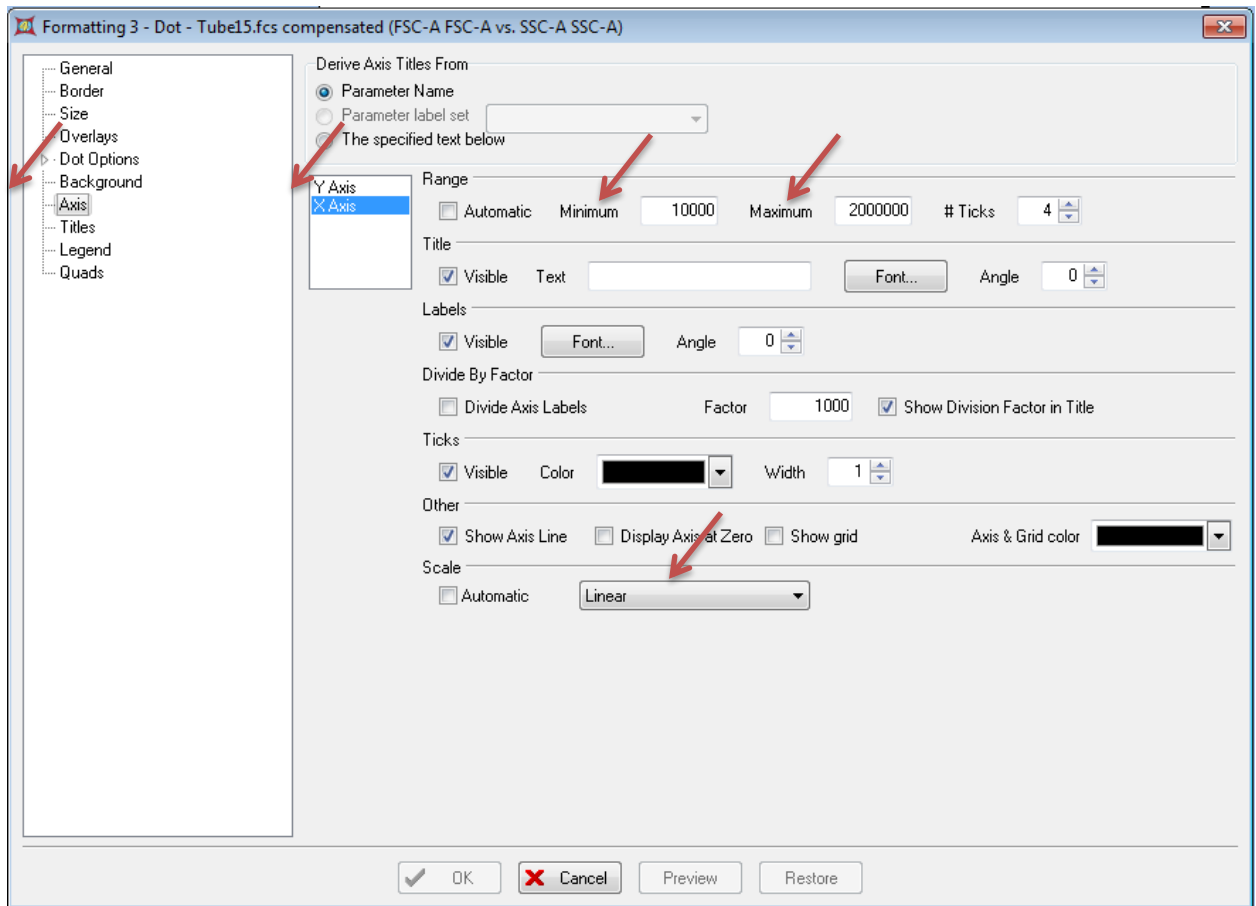 Formatting 3 - Dot - Tube15.fcs compensated (FSC-A FSC-A vs. SSC-A SSC-A)
General
Border
Size
Overlays
Dot Options
Background
Axis
Titles
Legend
Quads
Derive Axis Titles From
Parameter Name
Parameter label set
The specified text below
Y Axis
X Axis
Range
Automatic Minimum 10000 Maximum 2000000 # Ticks 4
Title
Visible Text Font... Angle 0
Labels
Visible Font... Angle 0
Divide By Factor
Divide Axis Labels Factor 1000 Show Division Factor in Title
Ticks
Visible Color Width 1
Other
Show Axis Line Display Axis at Zero Show grid Axis & Grid color
Scale
Automatic Linear
OK Cancel Preview Restore